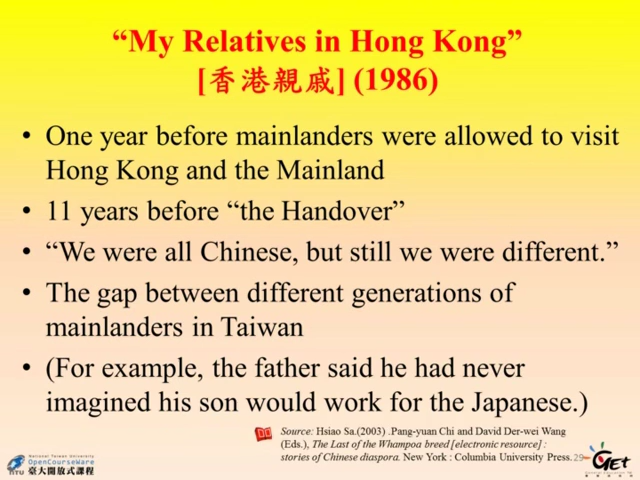 “My Relatives in Hong Kong”
[香港親戚] (1986)
• One year before mainlanders were allowed to visit
Hong Kong and the Mainland
• 11 years before “the Handover”
• “We were all Chinese, but still we were different.”
• The gap between different generations of
mainlanders in Taiwan
• (For example, the father said he had never
imagined his son would work for the Japanese.)
Source: Hsiao Sa.(2003) .Pang-yuan Chi and David Der-wei Wang
(Eds.), The Last of the Whampoa breed [electronic resource] :
stories of Chinese diaspora. New York : Columbia University Press.
29
National Taiwan University
OpenCourseWare
NTU 臺大開放式課程
GET